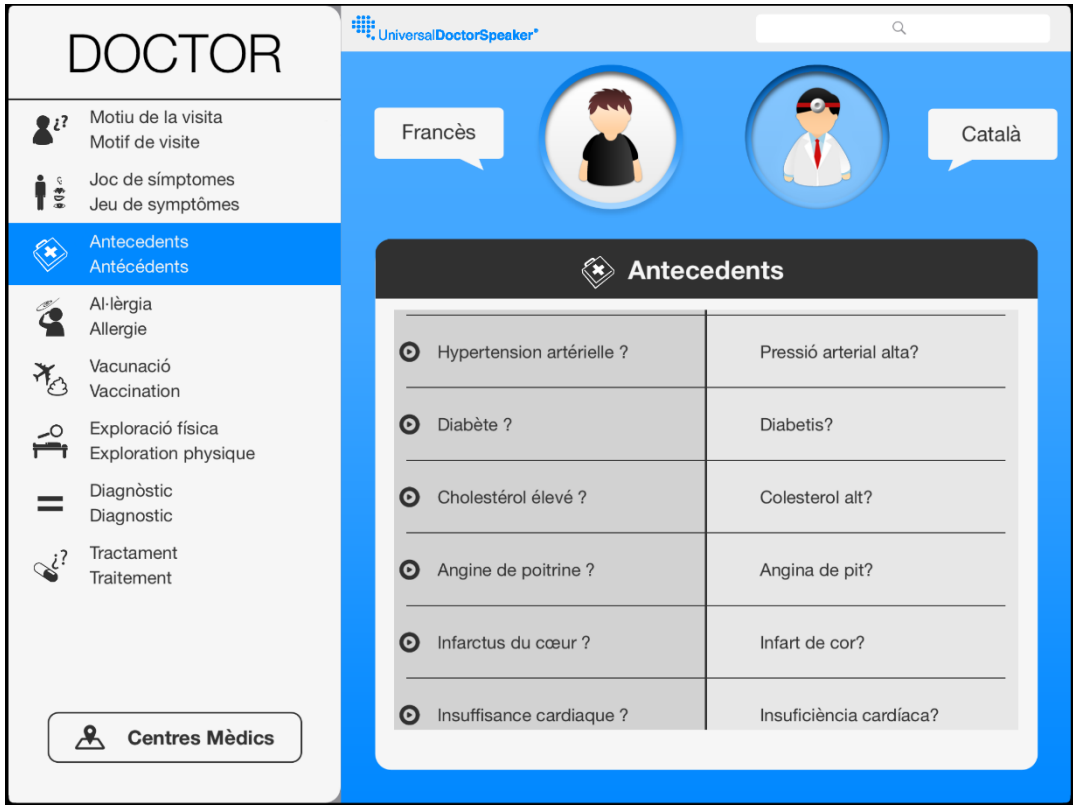 DOCTOR
Motiu de la visita
Motif de visite
Joc de símptomes
Jeu de symptômes
Antecedents
Antécédents
Al·lèrgia
Allergie
Vacunació
Vaccination
Exploració física
Exploration physique
Diagnòstic
Diagnostic
Tractament
Traitement
Centres Mèdics
UniversalDoctorSpeaker*
Francès
Català
Antecedents
Hypertension artérielle ? Pressió arterial alta?
Diabète ? Diabetis?
Cholestérol élevé ? Colesterol alt?
Angine de poitrine ? Angina de pit?
Infarctus du cœur ? Infart de cor?
Insuffisance cardiaque ? Insuficiència cardíaca?